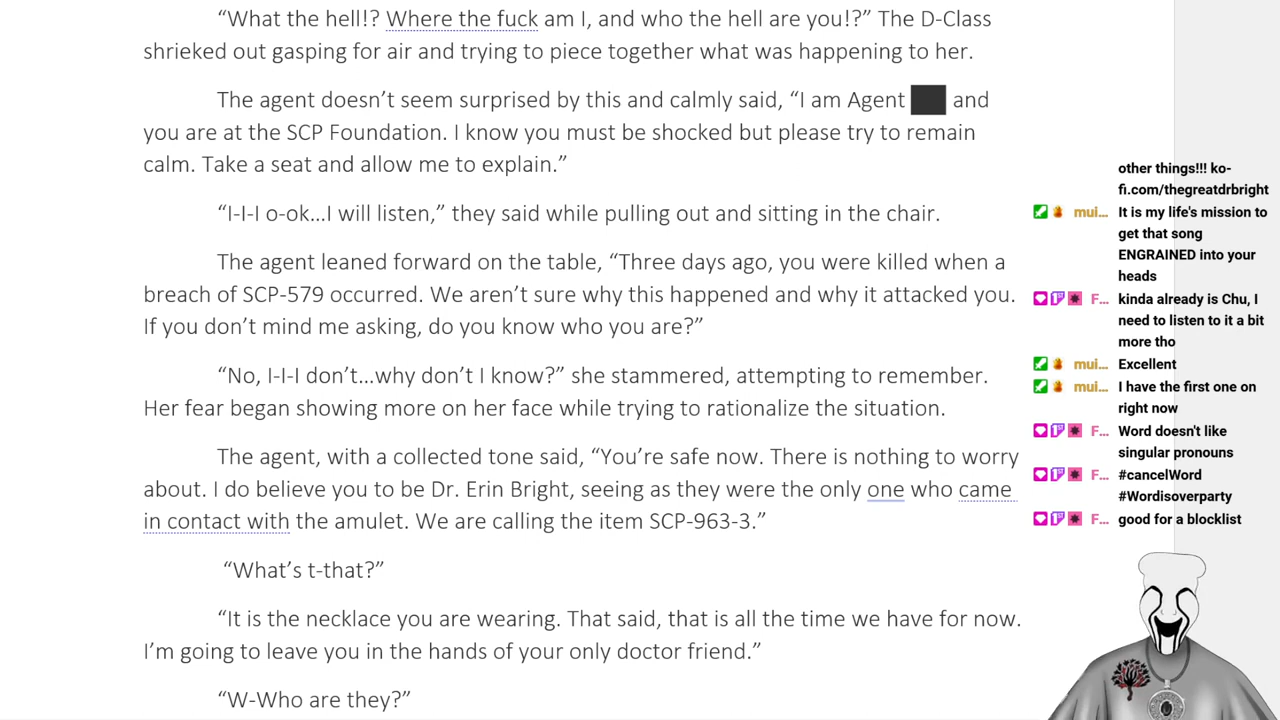 “What the hell!? Where the fuck am I, and who the hell are you!?” The D-Class
shrieked out gasping for air and trying to piece together what was happening to her.
The agent doesn’t seem surprised by this and calmly said, “I am Agent and
you are at the SCP Foundation. I know you must be shocked but please try to remain
calm. Take a seat and allow me to explain.”
“I-I-I o-ok…I will listen,” they said while pulling out and sitting in the chair.
The agent leaned forward on the table, “Three days ago, you were killed when a
breach of SCP-579 occurred. We aren’t sure why this happened and why it attacked you.
If you don’t mind me asking, do you know who you are?”
“No, I-I-I don’t…why don’t I know?” she stammered, attempting to remember.
Her fear began showing more on her face while trying to rationalize the situation.
The agent, with a collected tone said, “You’re safe now. There is nothing to worry
about. I do believe you to be Dr. Erin Bright, seeing as they were the only one who came
in contact with the amulet. We are calling the item SCP-963-3.”
“What’s t-that?”
“It is the necklace you are wearing. That said, that is all the time we have for now.
I’m going to leave you in the hands of your only doctor friend.”
“W-Who are they?”
other things!!! ko-
fi.com/thegreatdrbright
mui... It is my life's mission to
get that song
ENGRAINED into your
heads
F... kinda already is Chu, I
need to listen to it a bit
more tho
mui... Excellent
mui... I have the first one on
right now
F... Word doesn't like
singular pronouns
F... #cancelWord
#Wordisoverparty
F... good for a blocklist